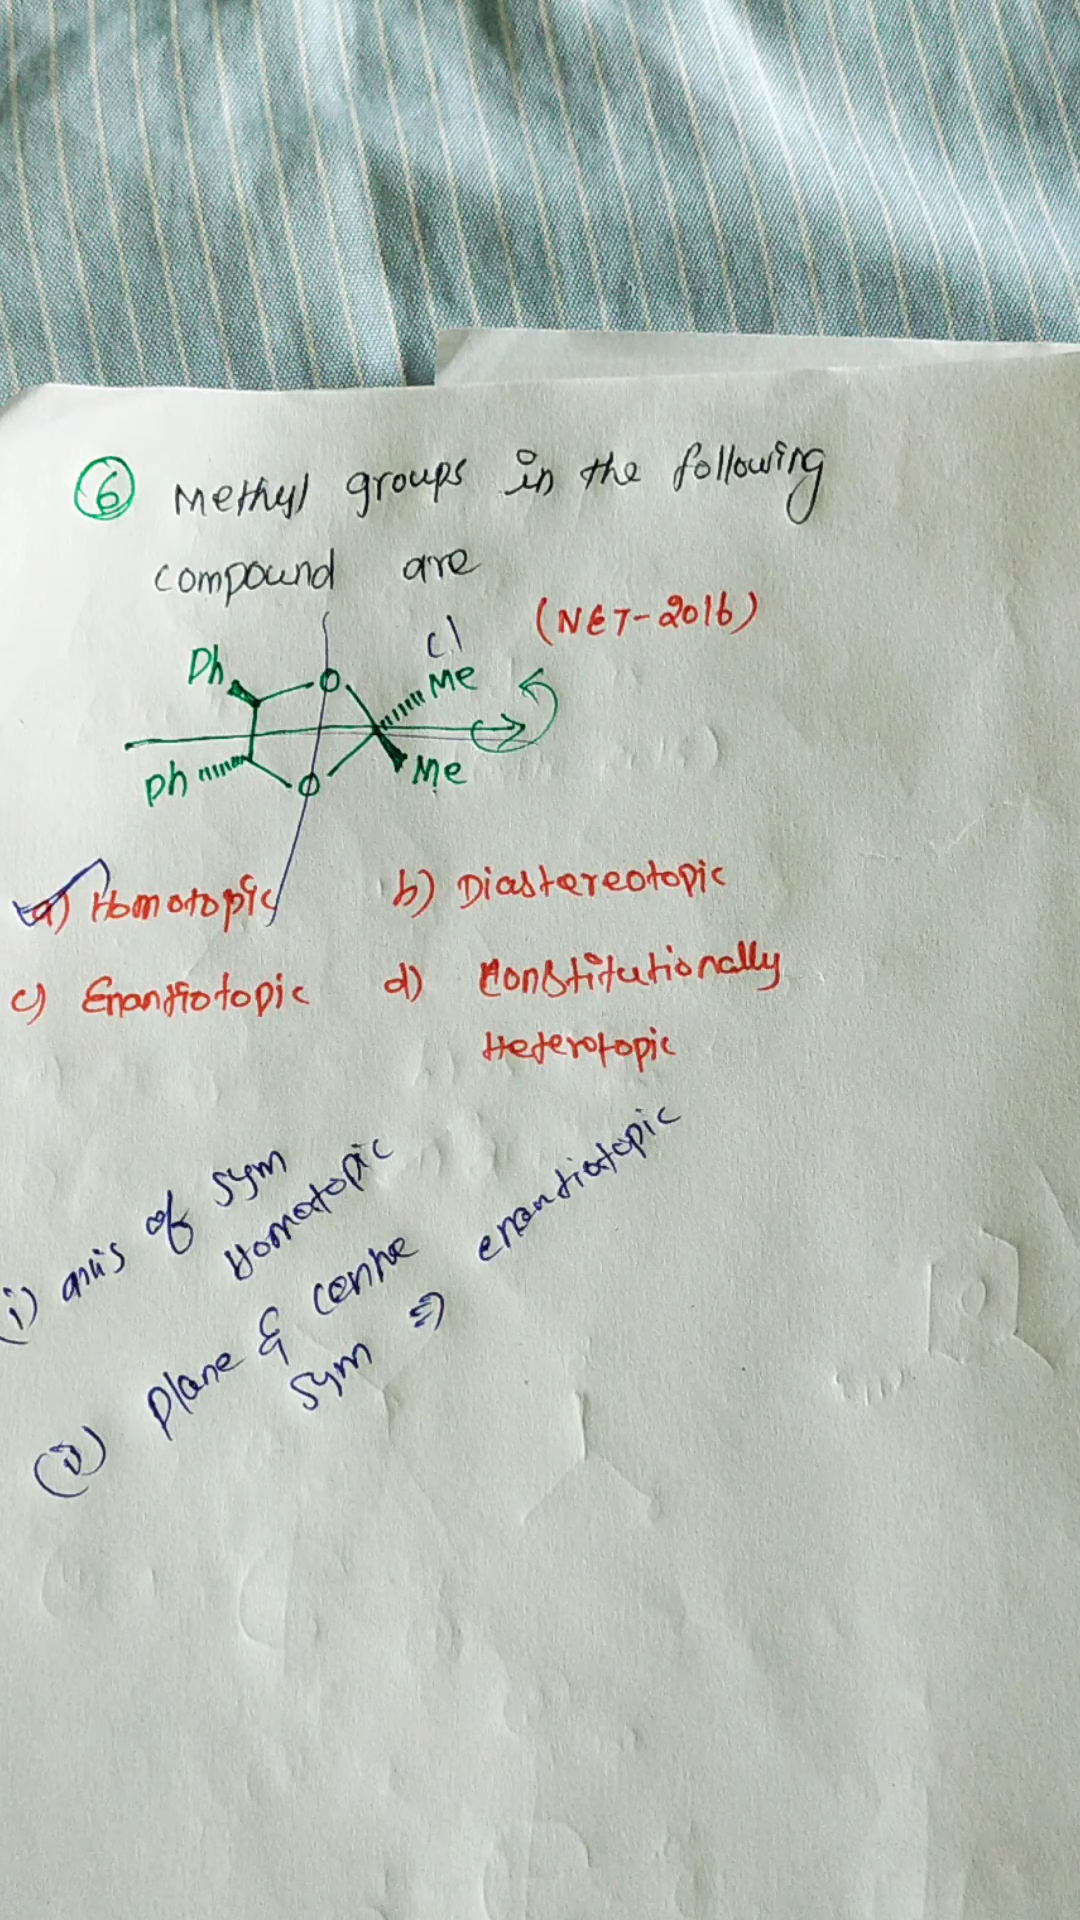 6 Methyl groups in the following
compound are
(NET-2016)
Cl
Ph O Me
Ph O Me
a) Homotopic b) Diastereotopic
c) Enantiotopic d) Constitutionally
Heterotopic
(i) axis of sym
Homotopic
(ii) plane & centre
sym ⇒ enantiotopic